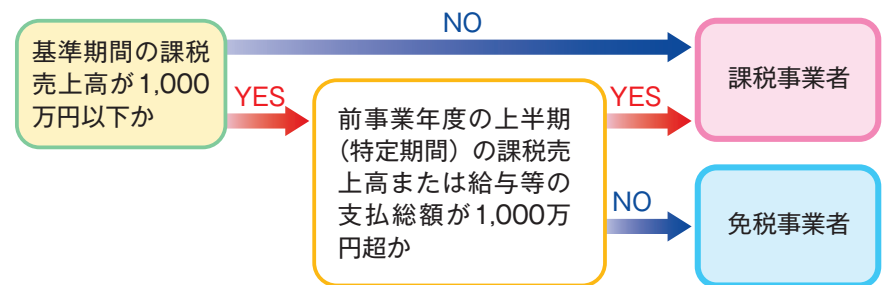 NO
基準期間の課税
売上高が1,000
万円以下か
課税事業者
YES
YES
前事業年度の上半期
（特定期間）の課税売
上高または給与等の
支払総額が1,000万
円超か
NO
免税事業者